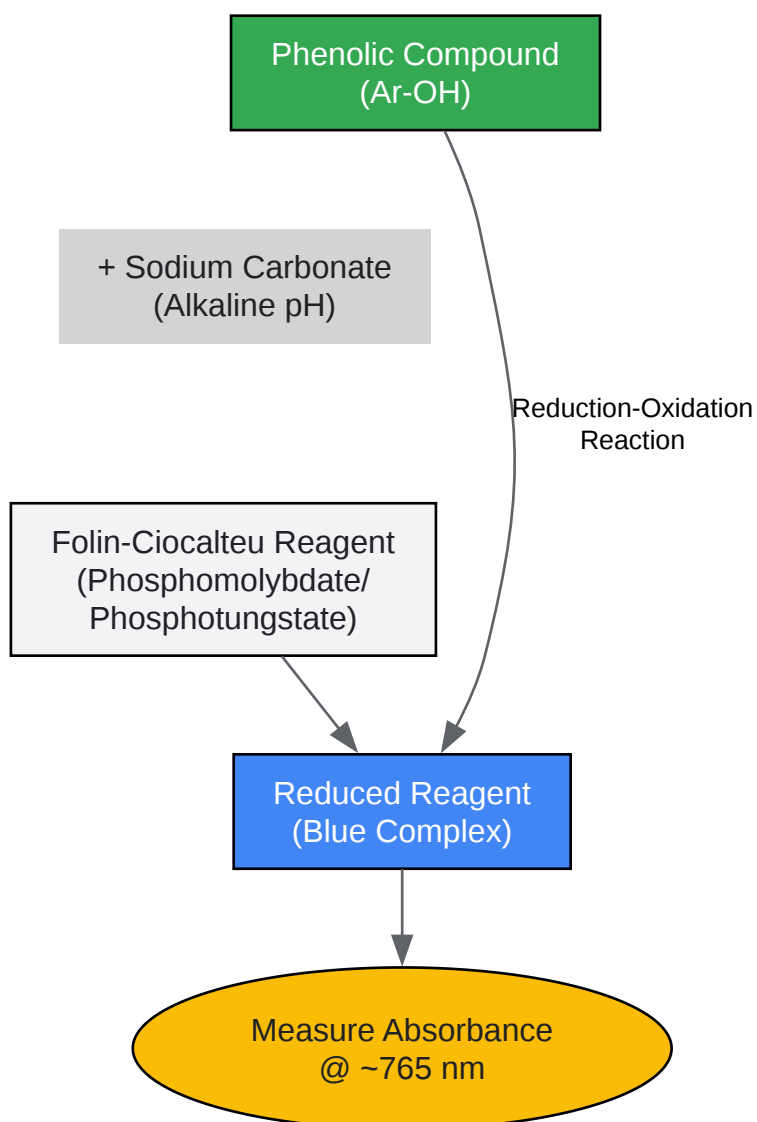 Phenolic Compound
(Ar-OH)
+ Sodium Carbonate
(Alkaline pH)
Reduction-Oxidation
Reaction
Folin-Ciocalteu Reagent
(Phosphomolybdate/
Phosphotungstate)
Reduced Reagent
(Blue Complex)
Measure Absorbance
@ ~765 nm